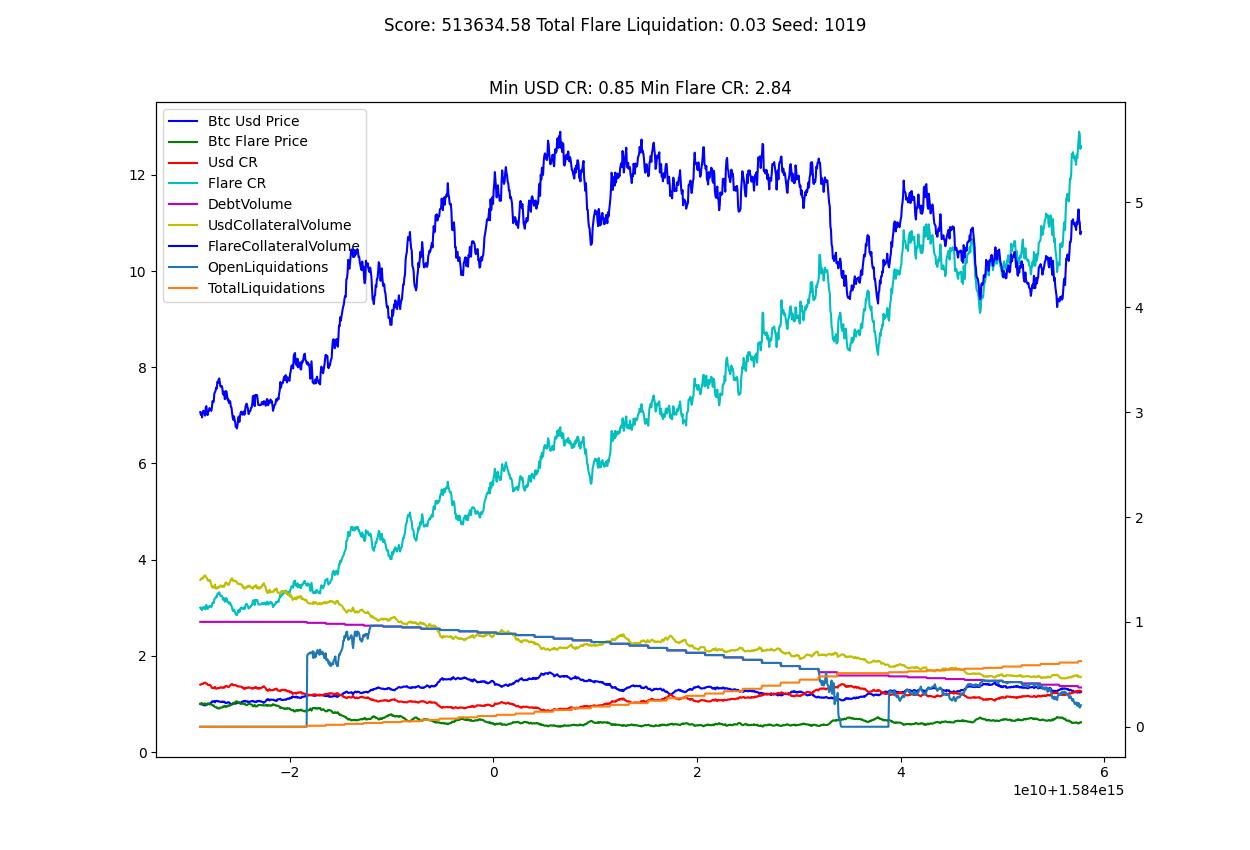 Score: 513634.58 Total Flare Liquidation: 0.03 Seed: 1019
Min USD CR: 0.85 Min Flare CR: 2.84
Btc Usd Price
Btc Flare Price
Usd CR
Flare CR
DebtVolume
UsdCollateralVolume
FlareCollateralVolume
OpenLiquidations
TotalLiquidations
12
10
8
6
4
2
0
5
4
3
2
1
0
−2
0
2
4
6
1e10+1.584e15